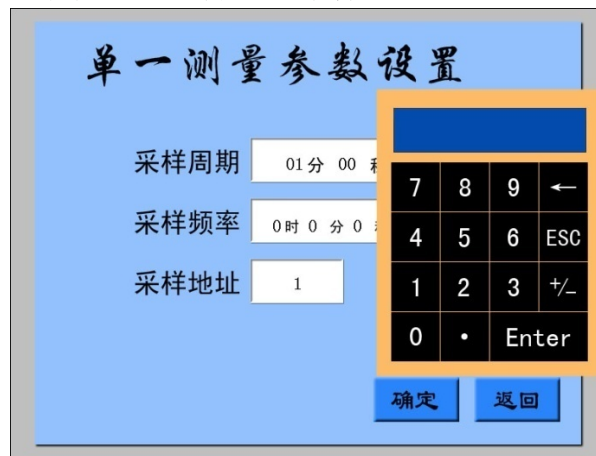 单一测量参数设置
采样周期 01分 00
采样频率 0时 0 分 0
采样地址 1
7 8 9 ←
4 5 6 ESC
1 2 3 +/-
0 · Enter
确定 返回